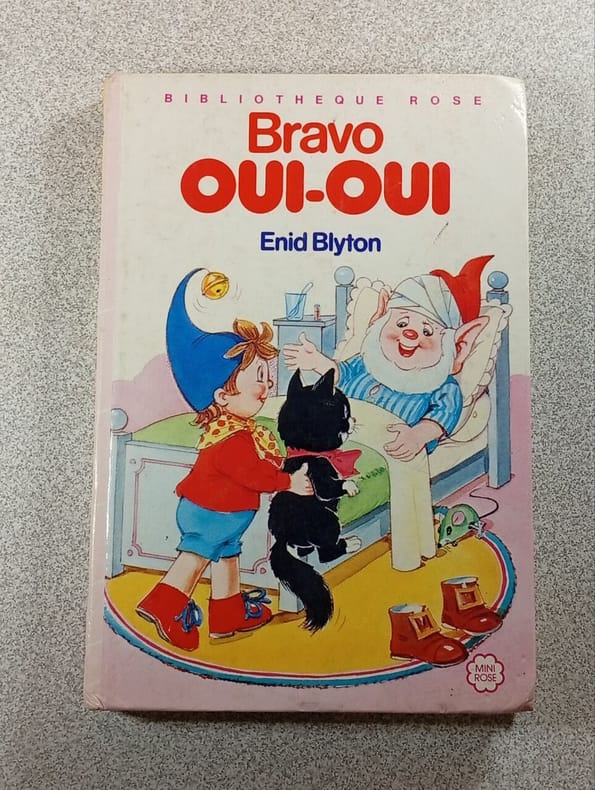 BIBLIOTHEQUE ROSE
Bravo
OUI-OUI
Enid Blyton
MINI
ROSE